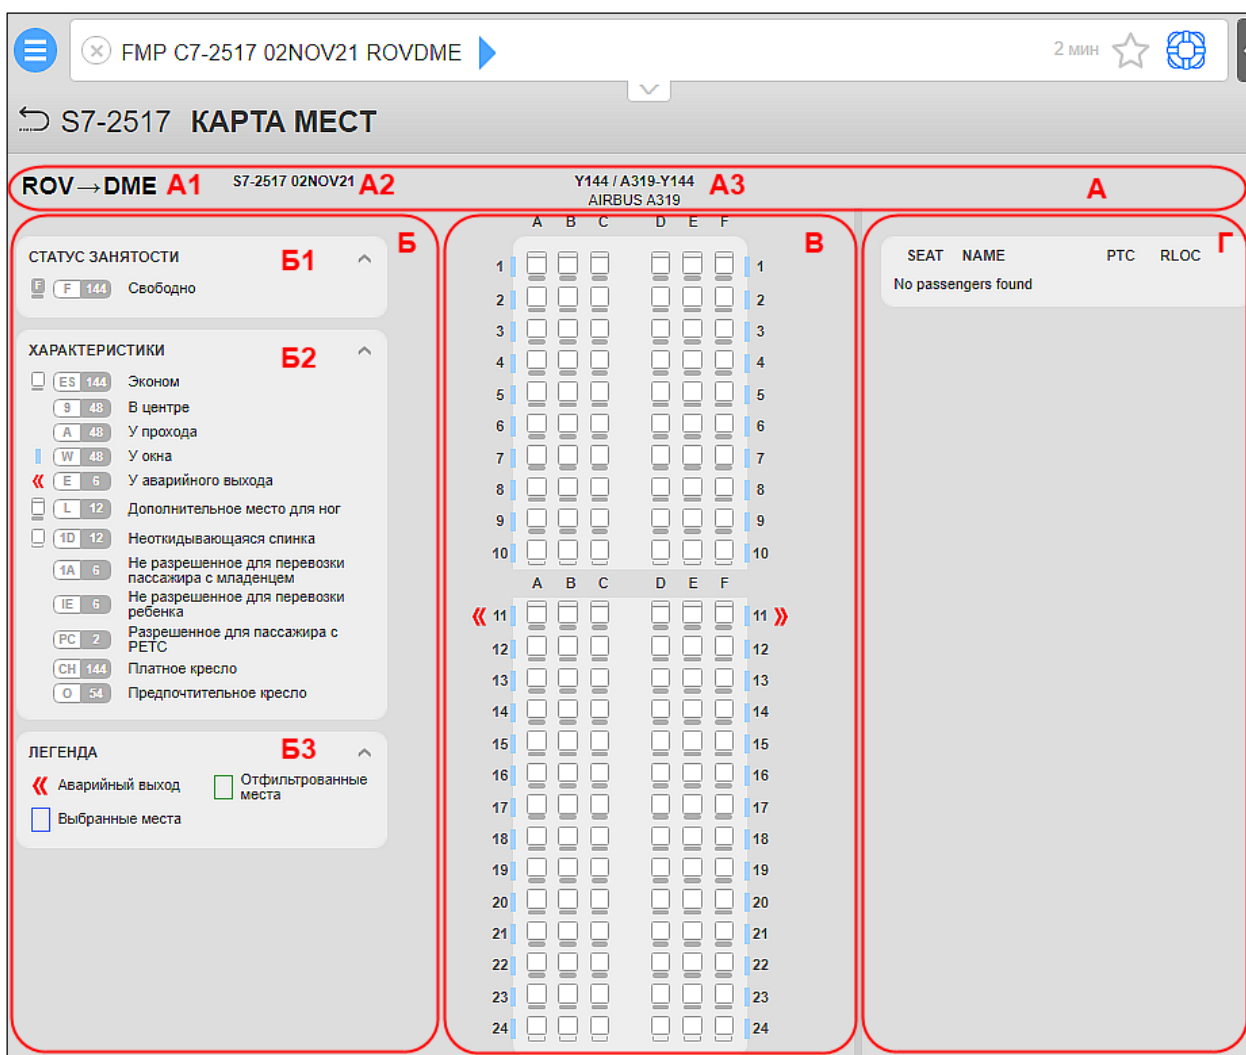 FMP C7-2517 02NOV21 ROVDME
2 мин
S7-2517 КАРТА МЕСТ
ROV→DME А1
S7-2517 02NOV21 А2
Y144 / A319-Y144 А3
AIRBUS A319
А
Б
СТАТУС ЗАНЯТОСТИ Б1
F F 144 Свободно
ХАРАКТЕРИСТИКИ Б2
ES 144 Эконом
9 48 В центре
A 48 У прохода
W 48 У окна
E 6 У аварийного выхода
L 12 Дополнительное место для ног
1D 12 Неоткидывающаяся спинка
1A 6 Не разрешенное для перевозки
пассажира с младенцем
IE 6 Не разрешенное для перевозки
ребенка
PC 2 Разрешенное для пассажира с
PETC
CH 144 Платное кресло
O 54 Предпочтительное кресло
ЛЕГЕНДА Б3
Аварийный выход
Отфильтрованные
места
Выбранные места
В
A B C D E F
1 1
2 2
3 3
4 4
5 5
6 6
7 7
8 8
9 9
10 10
A B C D E F
11 11
12 12
13 13
14 14
15 15
16 16
17 17
18 18
19 19
20 20
21 21
22 22
23 23
24 24
Г
SEAT NAME PTC RLOC
No passengers found